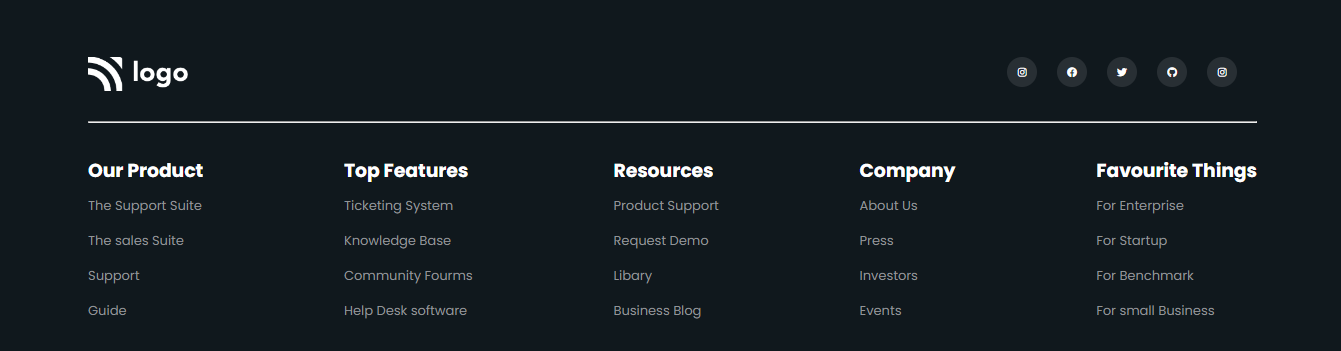 logo
Our Product
The Support Suite
The sales Suite
Support
Guide
Top Features
Ticketing System
Knowledge Base
Community Fourms
Help Desk software
Resources
Product Support
Request Demo
Libary
Business Blog
Company
About Us
Press
Investors
Events
Favourite Things
For Enterprise
For Startup
For Benchmark
For small Business